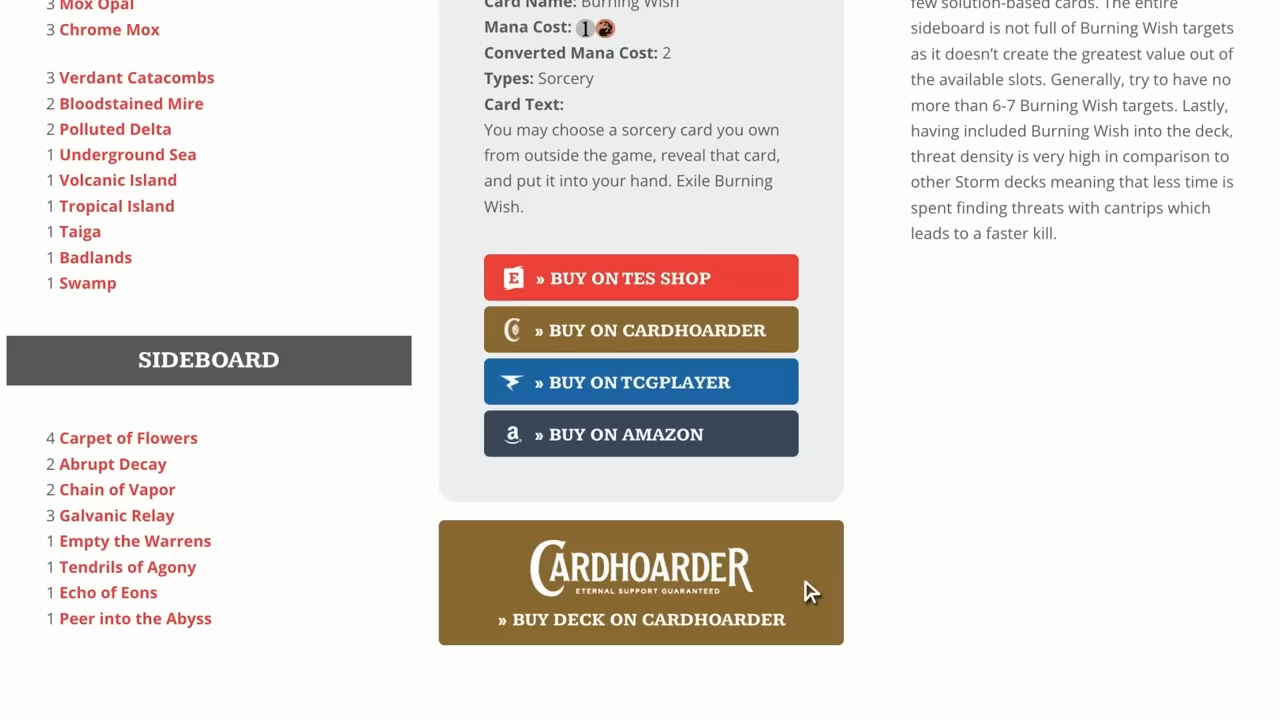 3 Mox Opal
3 Chrome Mox
3 Verdant Catacombs
2 Bloodstained Mire
2 Polluted Delta
1 Underground Sea
1 Volcanic Island
1 Tropical Island
1 Taiga
1 Badlands
1 Swamp
SIDEBOARD
4 Carpet of Flowers
2 Abrupt Decay
2 Chain of Vapor
3 Galvanic Relay
1 Empty the Warrens
1 Tendrils of Agony
1 Echo of Eons
1 Peer into the Abyss
Card Name: Burning Wish
Mana Cost: 1
Converted Mana Cost: 2
Types: Sorcery
Card Text:
You may choose a sorcery card you own
from outside the game, reveal that card,
and put it into your hand. Exile Burning
Wish.
E » BUY ON TES SHOP
» BUY ON CARDHOARDER
» BUY ON TCGPLAYER
a » BUY ON AMAZON
CARDHOARDER
ETERNAL SUPPORT GUARANTEED
» BUY DECK ON CARDHOARDER
few solution-based cards. The entire
sideboard is not full of Burning Wish targets
as it doesn’t create the greatest value out of
the available slots. Generally, try to have no
more than 6-7 Burning Wish targets. Lastly,
having included Burning Wish into the deck,
threat density is very high in comparison to
other Storm decks meaning that less time is
spent finding threats with cantrips which
leads to a faster kill.